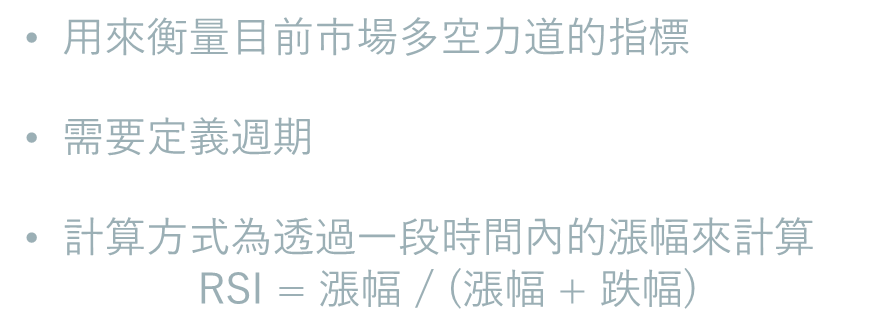 • 用來衡量目前市場多空力道的指標
• 需要定義週期
• 計算方式為透過一段時間內的漲幅來計算
RSI = 漲幅 / (漲幅 + 跌幅)